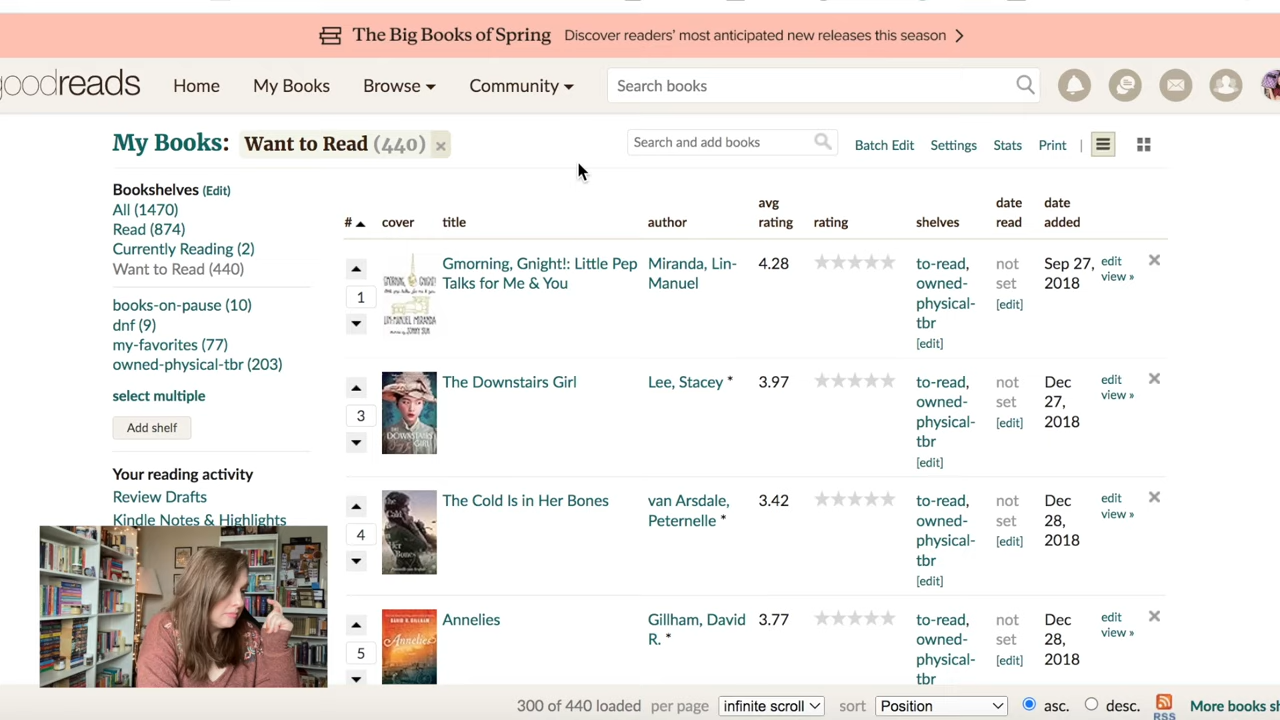 The Big Books of Spring Discover readers' most anticipated new releases this season
goodreads Home My Books Browse Community Search books
My Books: Want to Read (440) ×
Search and add books Batch Edit Settings Stats Print |
Bookshelves (Edit)
All (1470)
Read (874)
Currently Reading (2)
Want to Read (440)
books-on-pause (10)
dnf (9)
my-favorites (77)
owned-physical-tbr (203)
select multiple
Add shelf
Your reading activity
Review Drafts
Kindle Notes & Highlights
# cover title author avg rating rating shelves date read date added
1 Gmorning, Gnight!: Little Pep Talks for Me & You Miranda, Lin-Manuel 4.28 to-read, owned-physical-tbr [edit] not set [edit] Sep 27, 2018 edit view »
3 The Downstairs Girl Lee, Stacey * 3.97 to-read, owned-physical-tbr [edit] not set [edit] Dec 27, 2018 edit view »
4 The Cold Is in Her Bones van Arsdale, Peternelle * 3.42 to-read, owned-physical-tbr [edit] not set [edit] Dec 28, 2018 edit view »
5 Annelies Gillham, David R. * 3.77 to-read, owned-physical-tbr not set [edit] Dec 28, 2018 edit view »
300 of 440 loaded per page infinite scroll sort Position asc. desc. RSS More books sh